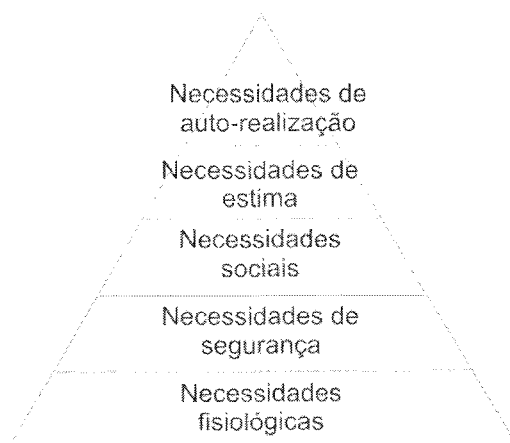 Necessidades de
auto-realização
Necessidades de
estima
Necessidades
sociais
Necessidades de
segurança
Necessidades
fisiológicas